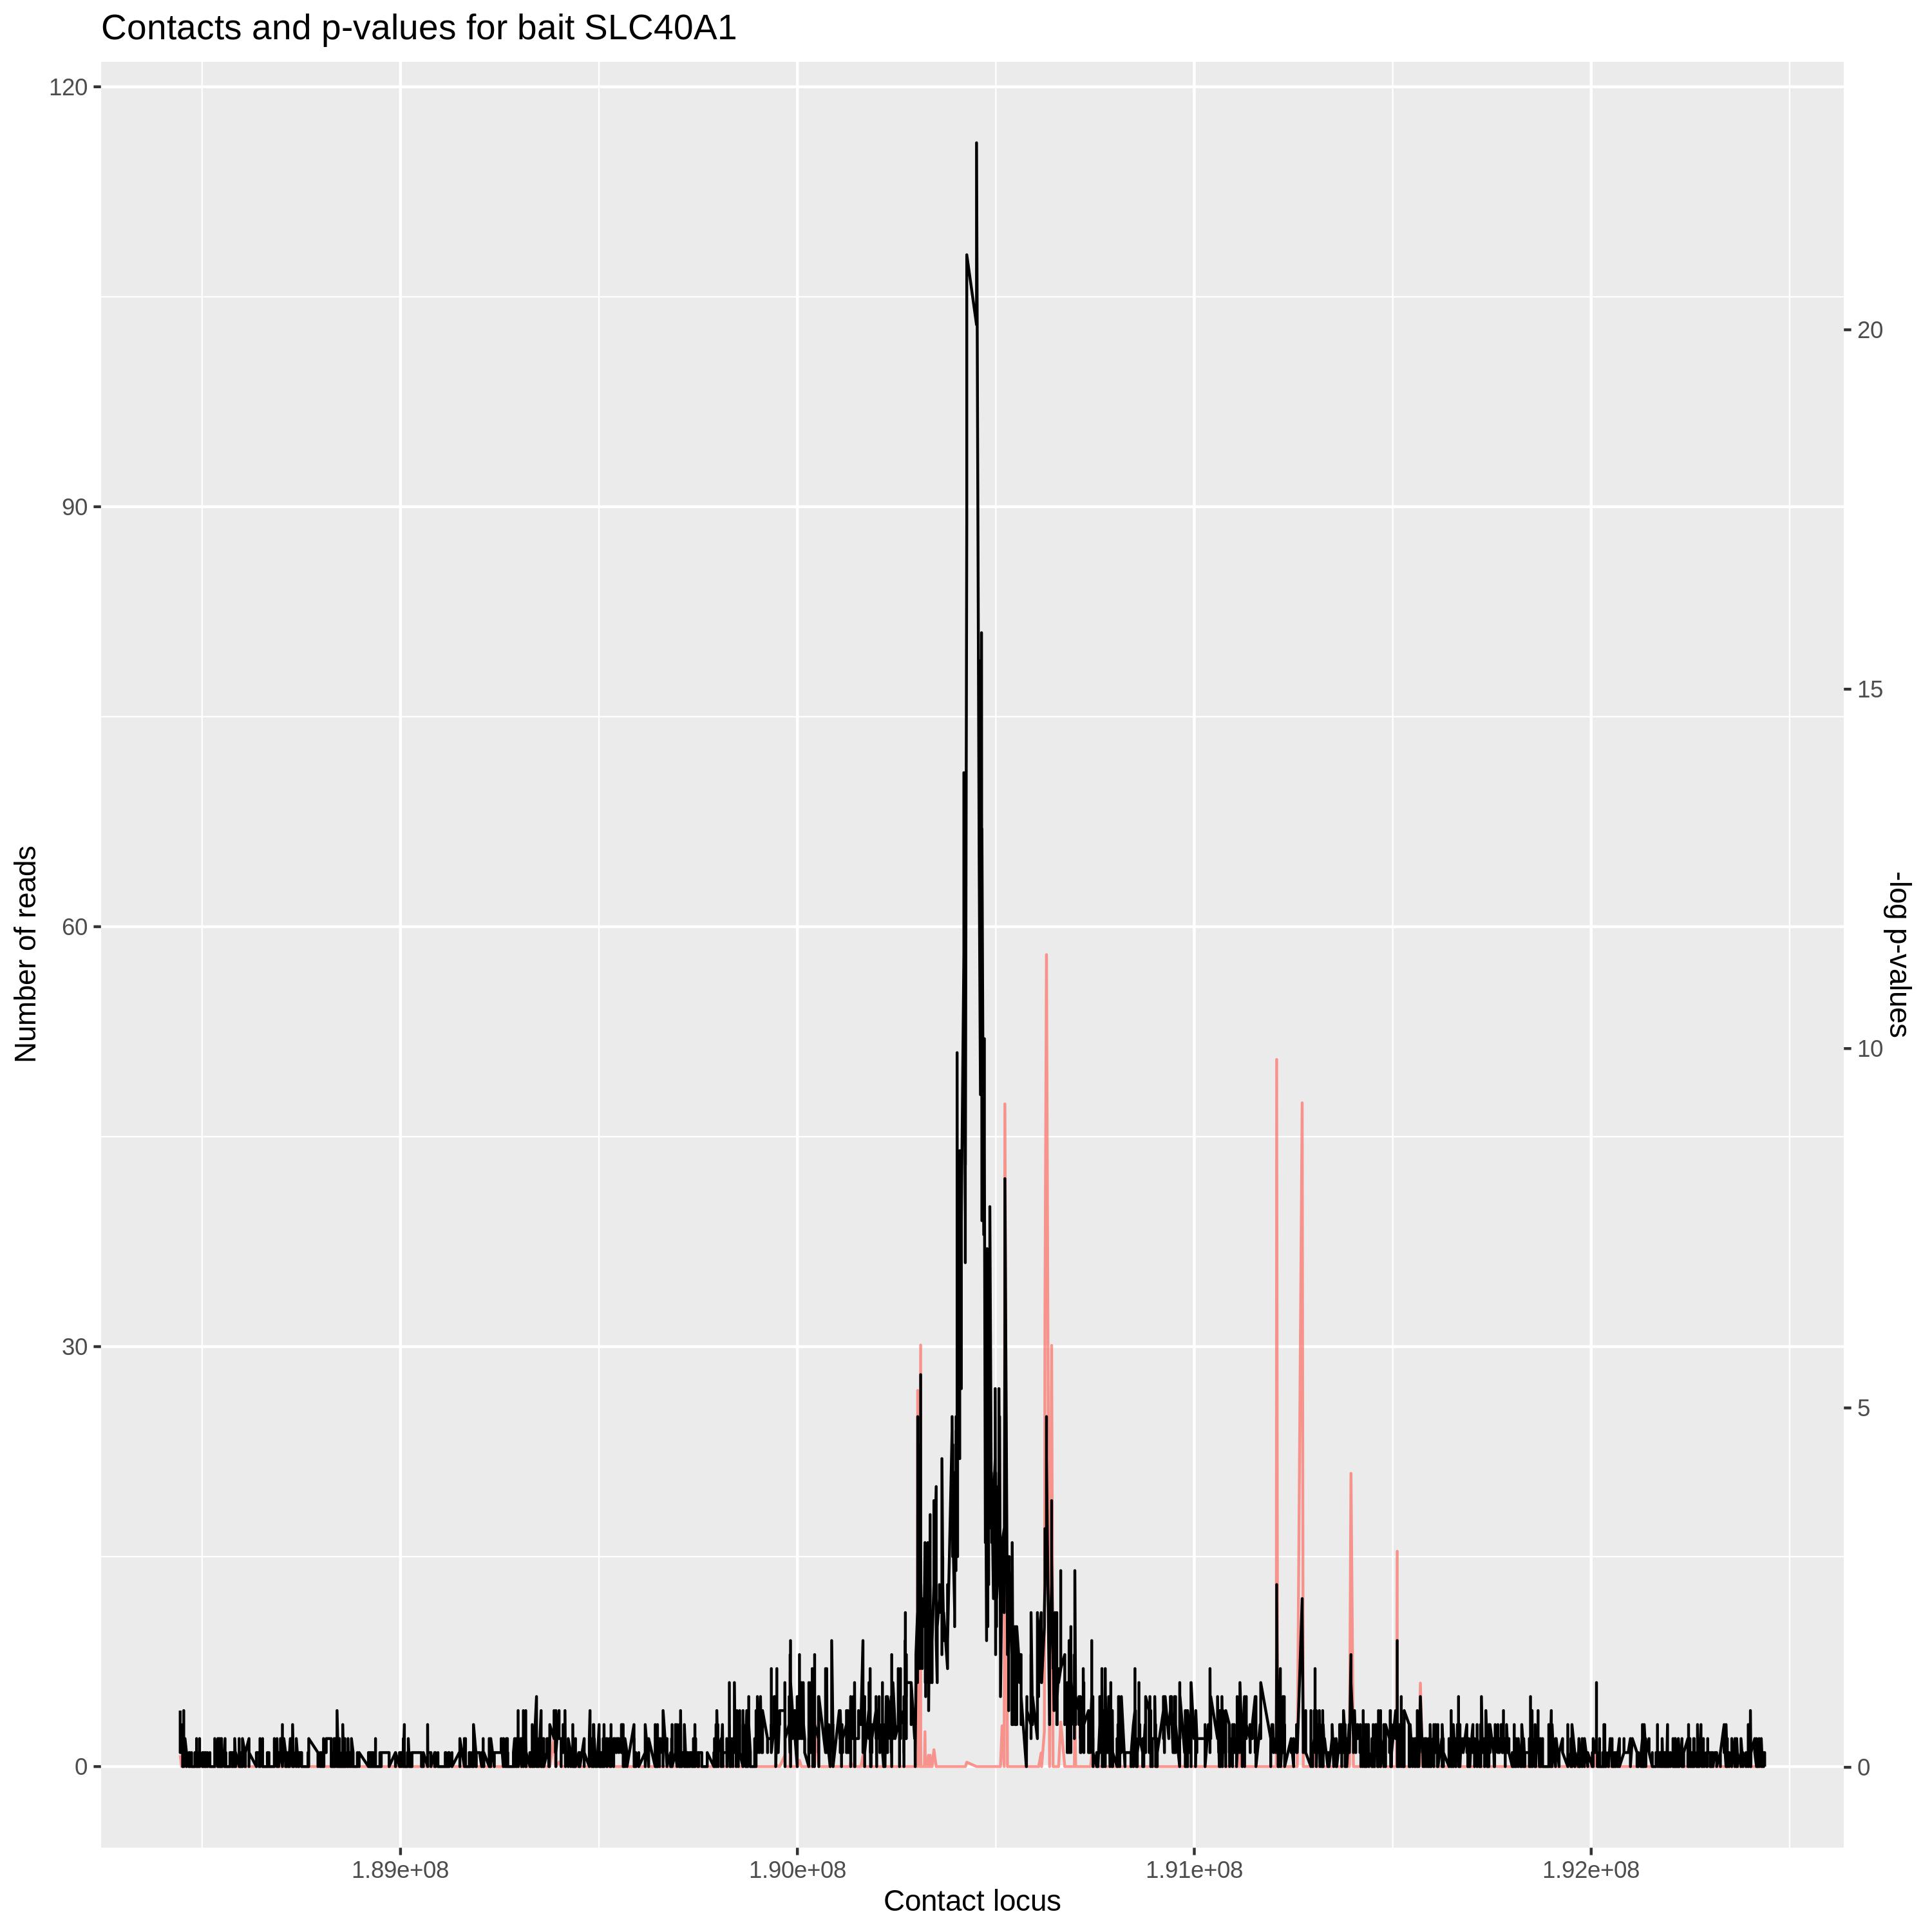 Contacts and p-values for bait SLC40A1
120
90
60
30
0
Number of reads
20
15
10
5
0
-log p-values
1.89e+08
1.90e+08
1.91e+08
1.92e+08
Contact locus